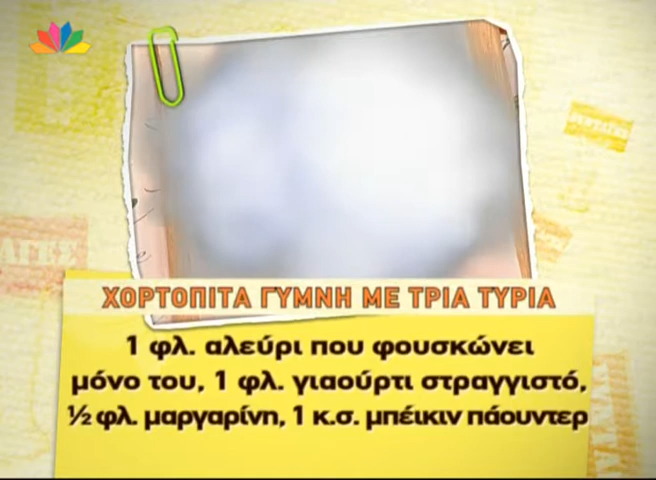 ΧΟΡΤΟΠΙΤΑ ΓΥΜΝΗ ΜΕ ΤΡΙΑ ΤΥΡΙΑ
1 φλ. αλεύρι που φουσκώνει
μόνο του, 1 φλ. γιαούρτι στραγγιστό,
½ φλ. μαργαρίνη, 1 κ.σ. μπέικιν πάουντερ